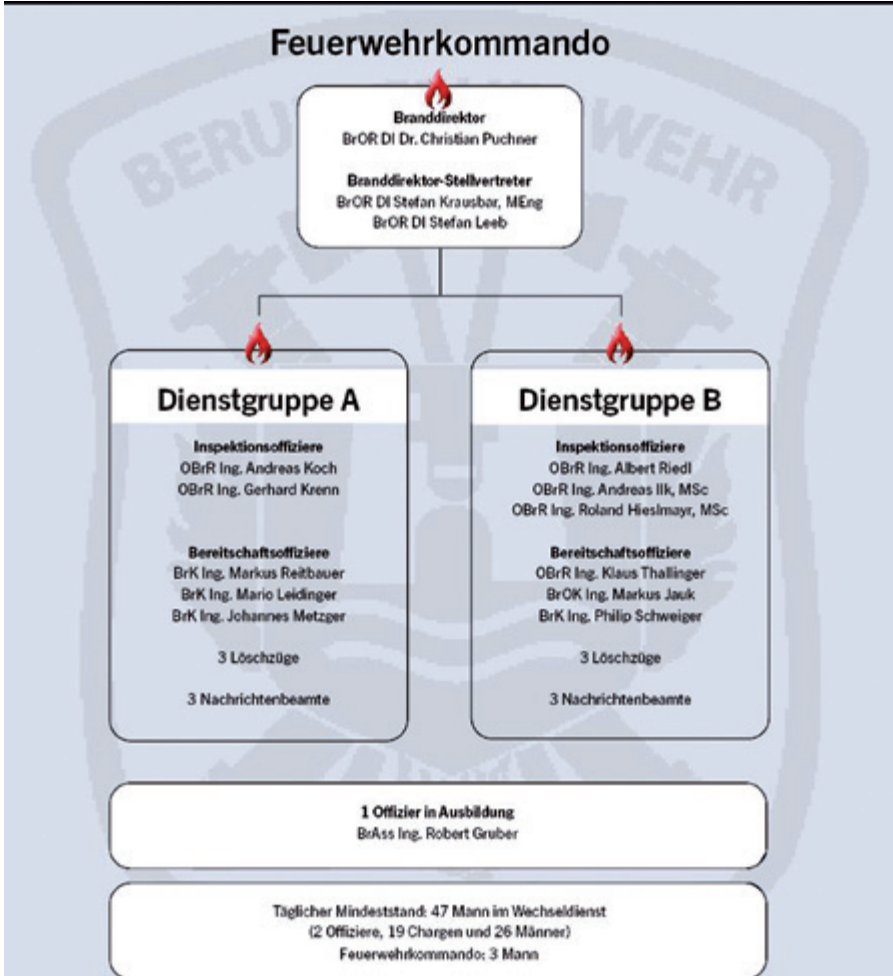 Feuerwehrkommando
BERUFSFEUERWEHR
Branddirektor
BrOR DI Dr. Christian Puchner
Branddirektor-Stellvertreter
BrOR DI Stefan Krausbar, MEng
BrOR DI Stefan Leeb
Dienstgruppe A
Inspektionsoffiziere
OBrR Ing. Andreas Koch
OBrR Ing. Gerhard Krenn
Bereitschaftsoffiziere
BrK Ing. Markus Reitbauer
BrK Ing. Mario Leidinger
BrK Ing. Johannes Metzger
3 Löschzüge
3 Nachrichtenbeamte
Dienstgruppe B
Inspektionsoffiziere
OBrR Ing. Albert Riedl
OBrR Ing. Andreas Ilk, MSc
OBrR Ing. Roland Hieslmayr, MSc
Bereitschaftsoffiziere
OBrR Ing. Klaus Thallinger
BrOK Ing. Markus Jauk
BrK Ing. Philip Schweiger
3 Löschzüge
3 Nachrichtenbeamte
1 Offizier in Ausbildung
BrAss Ing. Robert Gruber
Täglicher Mindeststand: 47 Mann im Wechseldienst
(2 Offiziere, 19 Chargen und 26 Männer)
Feuerwehrkommando: 3 Mann